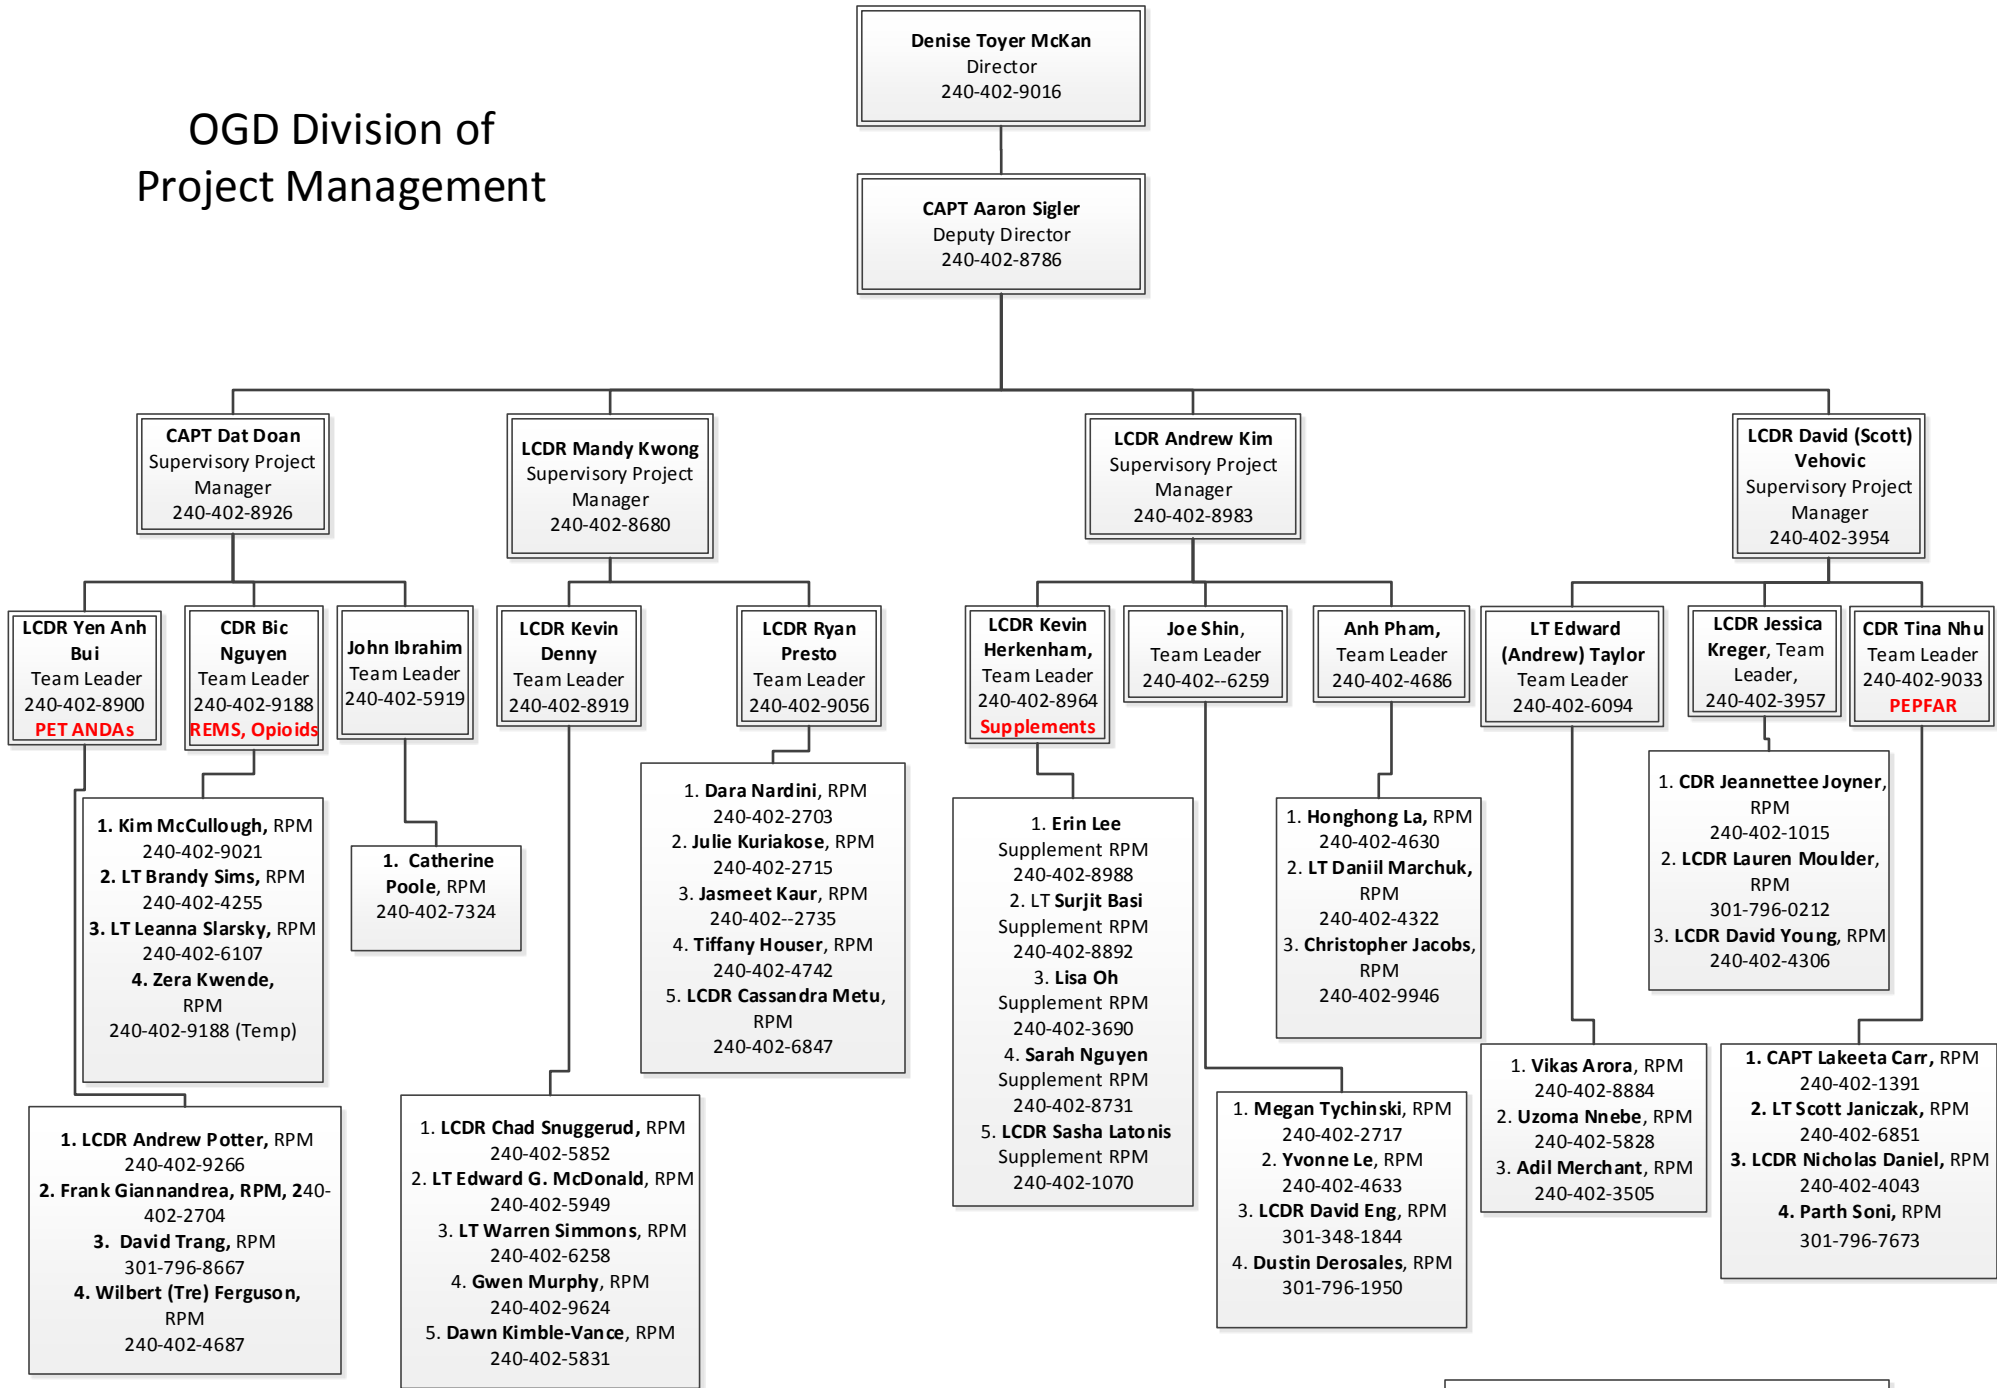 OGD Division of
Project Management
Denise Toyer McKan
Director
240-402-9016
CAPT Aaron Sigler
Deputy Director
240-402-8786
CAPT Dat Doan
Supervisory Project
Manager
240-402-8926
LCDR Mandy Kwong
Supervisory Project
Manager
240-402-8680
LCDR Andrew Kim
Supervisory Project
Manager
240-402-8983
LCDR David (Scott)
Vehovic
Supervisory Project
Manager
240-402-3954
LCDR Yen Anh
Bui
Team Leader
240-402-8900
PET ANDAs
CDR Bic
Nguyen
Team Leader
240-402-9188
REMS, Opioids
John Ibrahim
Team Leader
240-402-5919
LCDR Kevin
Denny
Team Leader
240-402-8919
LCDR Ryan
Presto
Team Leader
240-402-9056
LCDR Kevin
Herkenham,
Team Leader
240-402-8964
Supplements
Joe Shin,
Team Leader
240-402--6259
Anh Pham,
Team Leader
240-402-4686
LT Edward
(Andrew) Taylor
Team Leader
240-402-6094
LCDR Jessica
Kreger, Team
Leader,
240-402-3957
CDR Tina Nhu
Team Leader
240-402-9033
PEPFAR
1. Kim McCullough, RPM
240-402-9021
2. LT Brandy Sims, RPM
240-402-4255
3. LT Leanna Slarsky, RPM
240-402-6107
4. Zera Kwende,
RPM
240-402-9188 (Temp)
1. Catherine
Poole, RPM
240-402-7324
1. Dara Nardini, RPM
240-402-2703
2. Julie Kuriakose, RPM
240-402-2715
3. Jasmeet Kaur, RPM
240-402--2735
4. Tiffany Houser, RPM
240-402-4742
5. LCDR Cassandra Metu,
RPM
240-402-6847
1. Erin Lee
Supplement RPM
240-402-8988
2. LT Surjit Basi
Supplement RPM
240-402-8892
3. Lisa Oh
Supplement RPM
240-402-3690
4. Sarah Nguyen
Supplement RPM
240-402-8731
5. LCDR Sasha Latonis
Supplement RPM
240-402-1070
1. Honghong La, RPM
240-402-4630
2. LT Daniil Marchuk,
RPM
240-402-4322
3. Christopher Jacobs,
RPM
240-402-9946
1. CDR Jeannettee Joyner,
RPM
240-402-1015
2. LCDR Lauren Moulder,
RPM
301-796-0212
3. LCDR David Young, RPM
240-402-4306
1. LCDR Andrew Potter, RPM
240-402-9266
2. Frank Giannandrea, RPM, 240-
402-2704
3. David Trang, RPM
301-796-8667
4. Wilbert (Tre) Ferguson,
RPM
240-402-4687
1. LCDR Chad Snuggerud, RPM
240-402-5852
2. LT Edward G. McDonald, RPM
240-402-5949
3. LT Warren Simmons, RPM
240-402-6258
4. Gwen Murphy, RPM
240-402-9624
5. Dawn Kimble-Vance, RPM
240-402-5831
1. Megan Tychinski, RPM
240-402-2717
2. Yvonne Le, RPM
240-402-4633
3. LCDR David Eng, RPM
301-348-1844
4. Dustin Derosales, RPM
301-796-1950
1. Vikas Arora, RPM
240-402-8884
2. Uzoma Nnebe, RPM
240-402-5828
3. Adil Merchant, RPM
240-402-3505
1. CAPT Lakeeta Carr, RPM
240-402-1391
2. LT Scott Janiczak, RPM
240-402-6851
3. LCDR Nicholas Daniel, RPM
240-402-4043
4. Parth Soni, RPM
301-796-7673